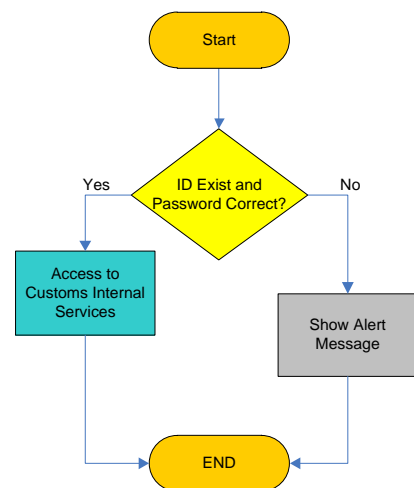 Start
ID Exist and
Password Correct?
Yes
No
Access to
Customs Internal
Services
Show Alert
Message
END